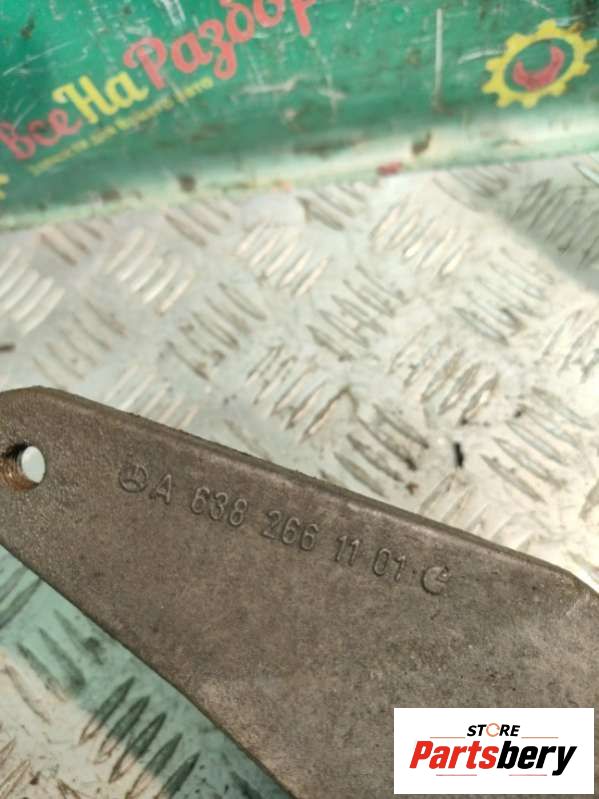 всеНаРазбор
A 638 266 11 01
STORE
Partsbery